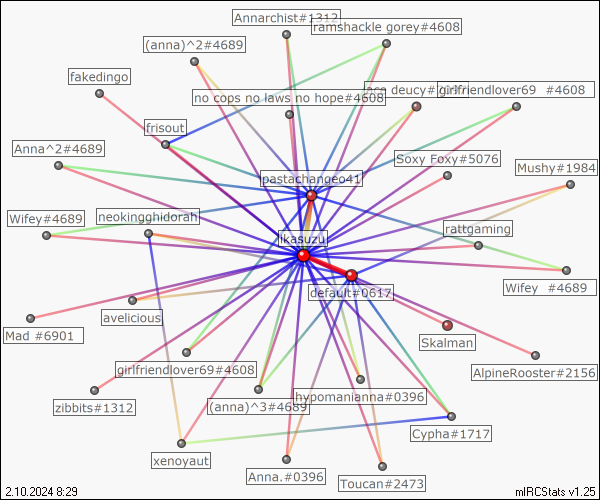 Annarchist#1312
ramshackle gorey#4608
(anna)^2#4689
fakedingo
deucy#
girlfriendlover69 #4608
no cops no laws no hope#4608
frisout
Anna^2#4689
Soxy Foxy#5076
Mushy#1984
pastachangeo41
Wifey#4689
neokingghidorah
rattgaming
ikasuzu
default#0617
Wifey #4689
avelicious
Mad #6901
Skalman
girlfriendlover69#4608
AlpineRooster#2156
hypomanianna#0396
zibbits#1312
(anna)^3#4689
Cypha#1717
xenoyaut
Anna.#0396
Toucan#2473
2.10.2024 8:29
mIRCStats v1.25